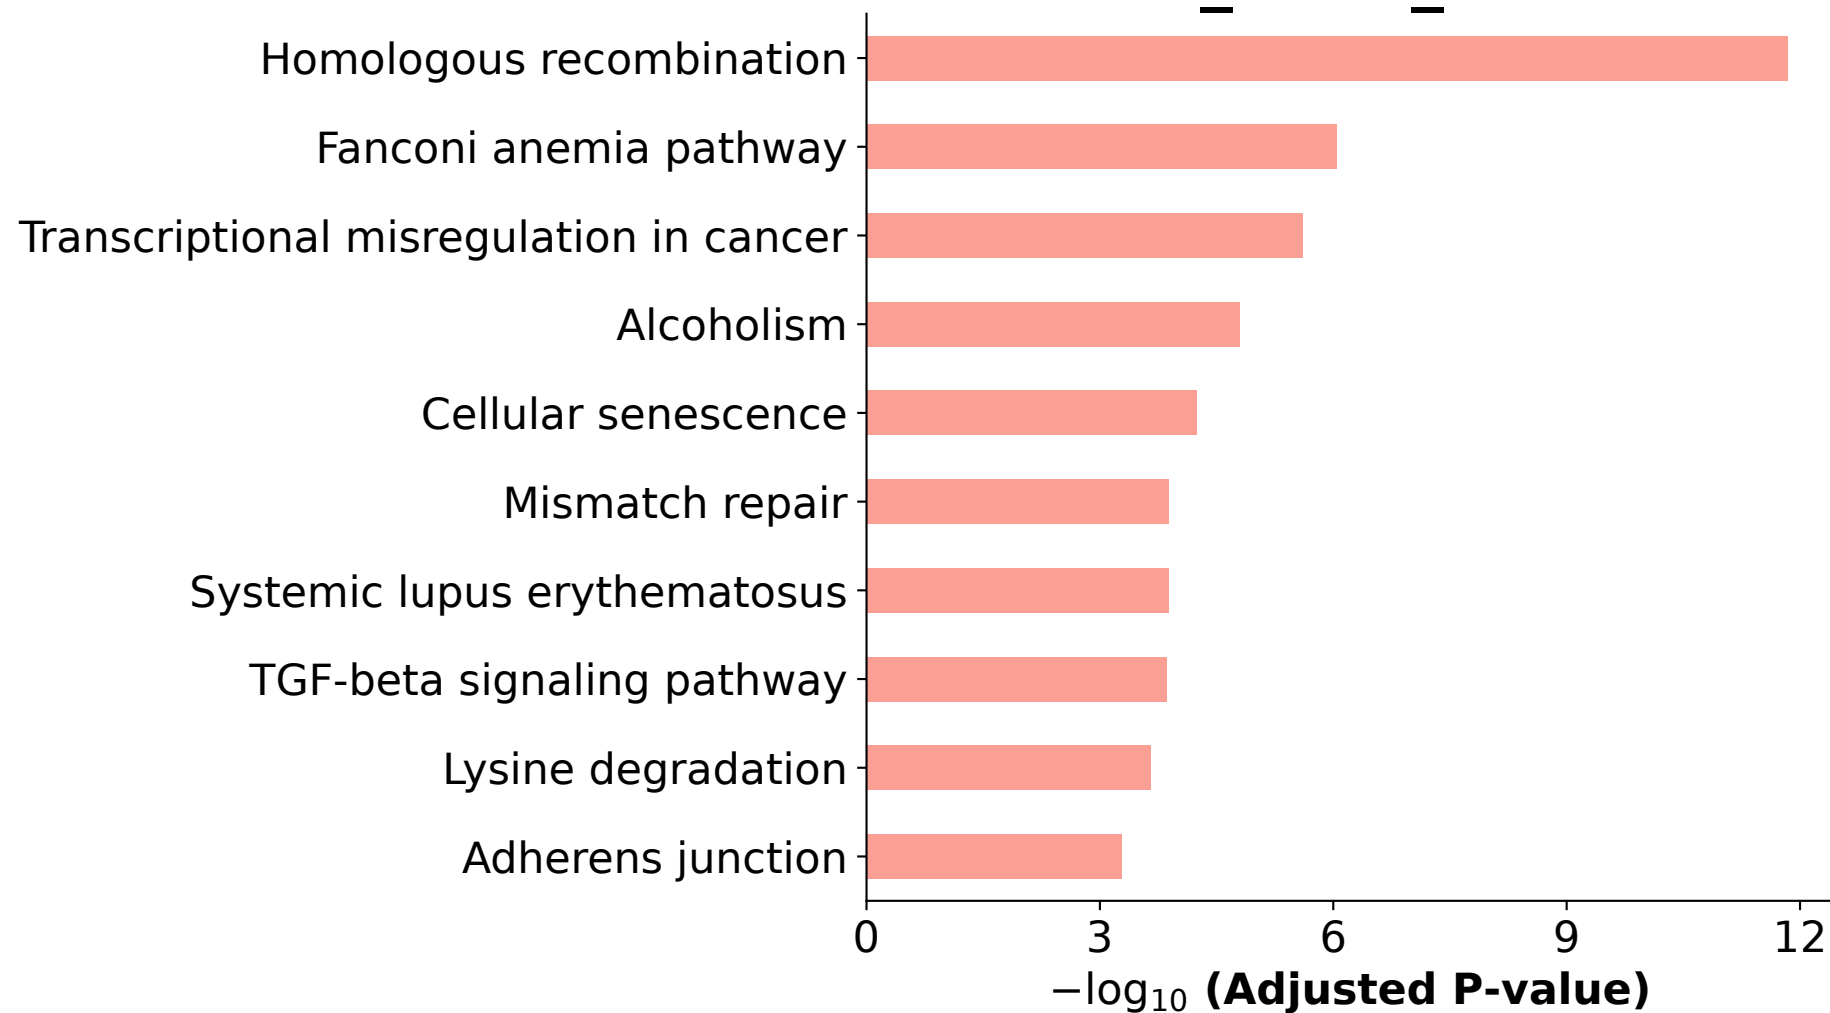 Homologous recombination
Fanconi anemia pathway
Transcriptional misregulation in cancer
Alcoholism
Cellular senescence
Mismatch repair
Systemic lupus erythematosus
TGF-beta signaling pathway
Lysine degradation
Adherens junction
0 3 6 9 12
−log₁₀ (Adjusted P-value)